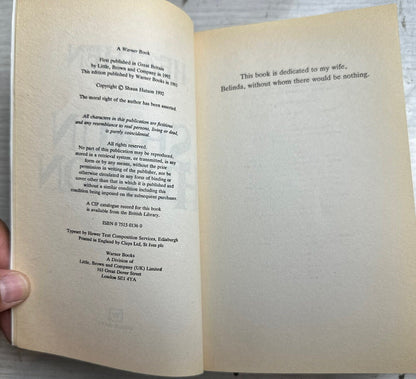 A Warner Book
First published in Great Britain
by Little, Brown and Company in 1992
This edition published by Warner Books in 1993
Copyright © Shaun Hutson 1992
The moral right of the author has been asserted.
All characters in this publication are fictitious
and any resemblance to real persons, living or dead,
is purely coincidental.
All rights reserved.
No part of this publication may be reproduced,
stored in a retrieval system, or transmitted, in any
form or by any means, without the prior
permission in writing of the publisher, nor be
otherwise circulated in any form of binding or
cover other than that in which it is published and
without a similar condition including this
condition being imposed on the subsequent purchaser.
A CIP catalogue record for this book
is available from the British Library.
ISBN 0 7515 0136 0
Typeset by Hewer Text Composition Services, Edinburgh
Printed in England by Clays Ltd, St Ives plc
Warner Books
A Division of
Little, Brown and Company (UK) Limited
165 Great Dover Street
London SE1 4YA
This book is dedicated to my wife,
Belinda, without whom there would be nothing.